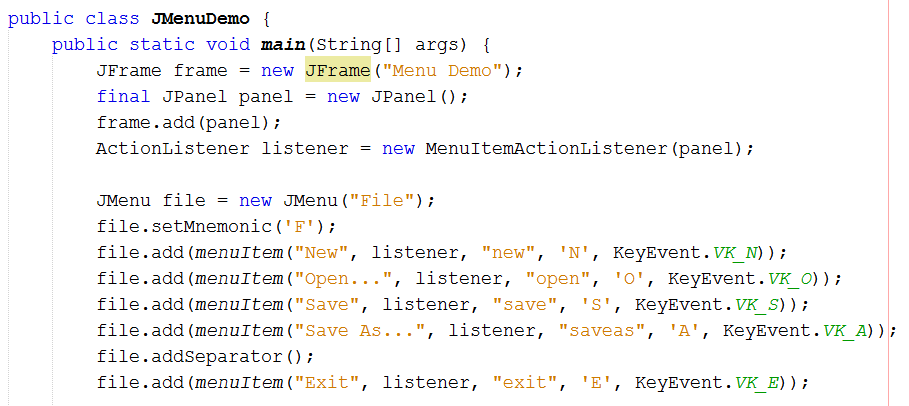 public class JMenuDemo {
    public static void main(String[] args) {
        JFrame frame = new JFrame("Menu Demo");
        final JPanel panel = new JPanel();
        frame.add(panel);
        ActionListener listener = new MenuItemActionListener(panel);

        JMenu file = new JMenu("File");
        file.setMnemonic('F');
        file.add(menuItem("New", listener, "new", 'N', KeyEvent.VK_N));
        file.add(menuItem("Open...", listener, "open", 'O', KeyEvent.VK_O));
        file.add(menuItem("Save", listener, "save", 'S', KeyEvent.VK_S));
        file.add(menuItem("Save As...", listener, "saveas", 'A', KeyEvent.VK_A));
        file.addSeparator();
        file.add(menuItem("Exit", listener, "exit", 'E', KeyEvent.VK_E));